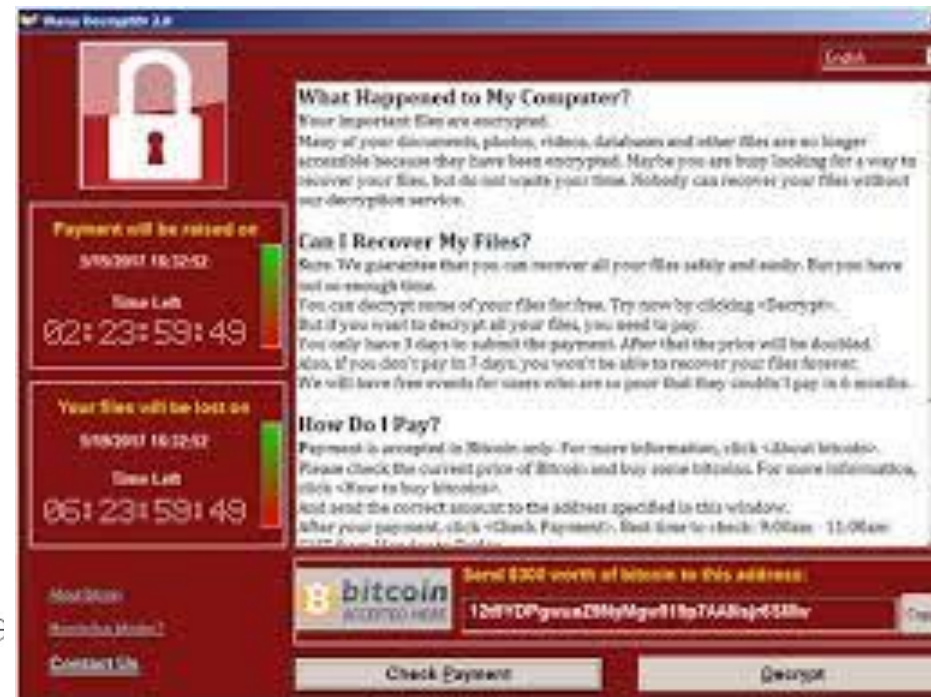 Wana Decrypt0r 2.0
English
What Happened to My Computer?
Your important files are encrypted.
Many of your documents, photos, videos, databases and other files are no longer
accessible because they have been encrypted. Maybe you are busy looking for a way to
recover your files, but do not waste your time. Nobody can recover your files without
our decryption service.
Can I Recover My Files?
Sure. We guarantee that you can recover all your files safely and easily. But you have
not so enough time.
You can decrypt some of your files for free. Try now by clicking <Decrypt>.
But if you want to decrypt all your files, you need to pay.
You only have 3 days to submit the payment. After that the price will be doubled.
Also, if you don't pay in 7 days, you won't be able to recover your files forever.
We will have free events for users who are so poor that they couldn't pay in 6 months.
How Do I Pay?
Payment is accepted in Bitcoin only. For more information, click <About bitcoin>.
Please check the current price of Bitcoin and buy some bitcoins. For more information,
click <How to buy bitcoins>.
And send the correct amount to the address specified in this window.
After your payment, click <Check Payment>. Best time to check: 9:00am - 11:00am
Payment will be raised on
5/15/2017 16:32:52
Time Left
02:23:59:49
Your files will be lost on
5/19/2017 16:32:52
Time Left
06:23:59:49
About bitcoin
Contact Us
bitcoin
ACCEPTED HERE
Send $300 worth of bitcoin to this address:
Check Payment
Decrypt